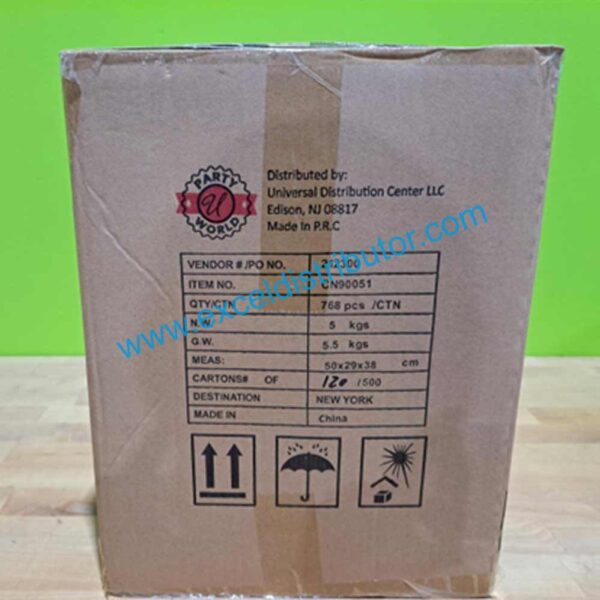 PARTY
U
WORLD
Distributed by:
Universal Distribution Center LLC
Edison, NJ 08817
Made In P.R.C
www.exceldistributor.com
VENDOR # /PO NO.
ITEM NO. CN90051
QTY/CTN 768 pcs /CTN
N.W. 5 kgs
G.W. 5.5 kgs
MEAS: 50x29x38 cm
CARTONS# OF 120 /500
DESTINATION NEW YORK
MADE IN China